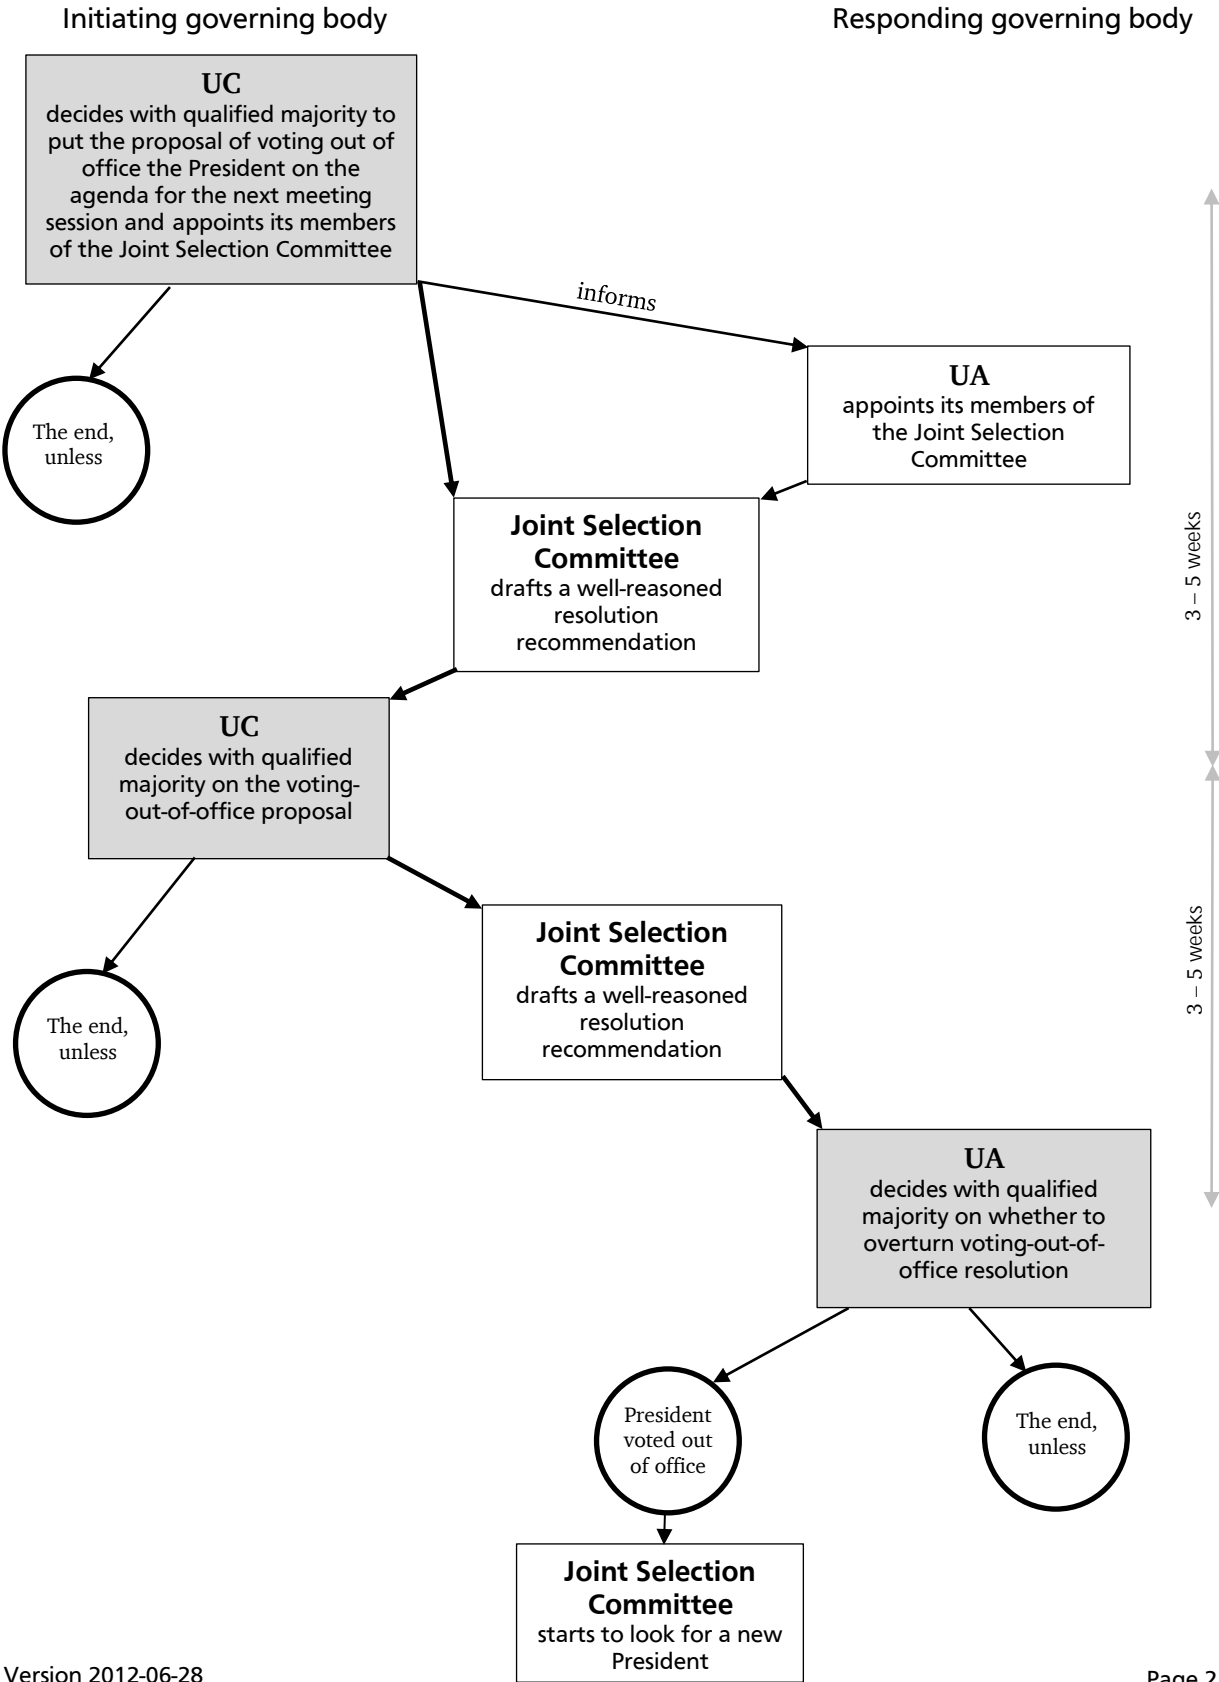 Initiating governing body
Responding governing body
UC
decides with qualified majority to
put the proposal of voting out of
office the President on the
agenda for the next meeting
session and appoints its members
of the Joint Selection Committee
informs
UA
appoints its members of
the Joint Selection
Committee
The end,
unless
Joint Selection
Committee
drafts a well-reasoned
resolution
recommendation
3 – 5 weeks
UC
decides with qualified
majority on the voting-
out-of-office proposal
Joint Selection
Committee
drafts a well-reasoned
resolution
recommendation
3 – 5 weeks
The end,
unless
UA
decides with qualified
majority on whether to
overturn voting-out-of-
office resolution
President
voted out
of office
The end,
unless
Joint Selection
Committee
starts to look for a new
President
Version 2012-06-28
Page 2